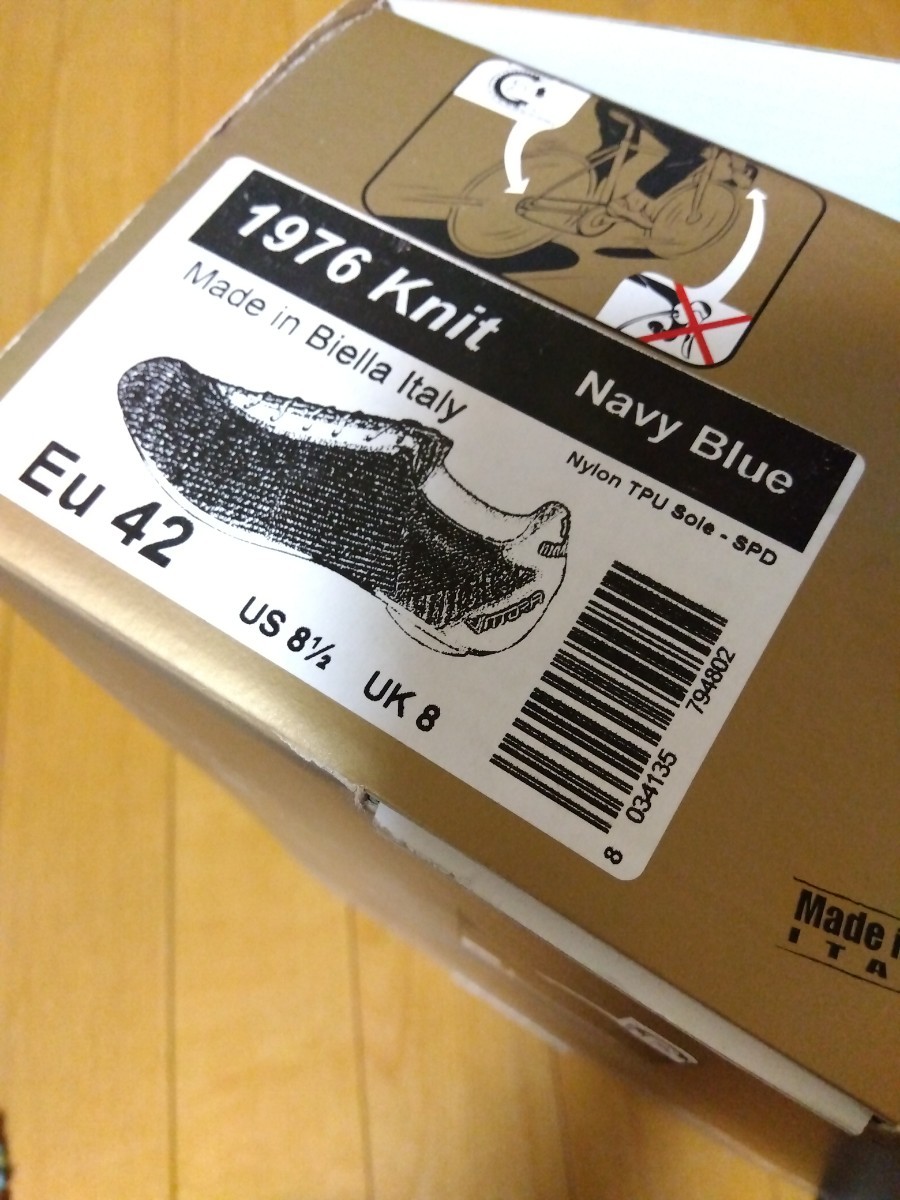 1976 Knit
Navy Blue
Made in Biella Italy
Nylon TPU Sole - SPD
VITTORIA
Eu 42
US 8½
UK 8
8 034135 794802
Made i
ITA